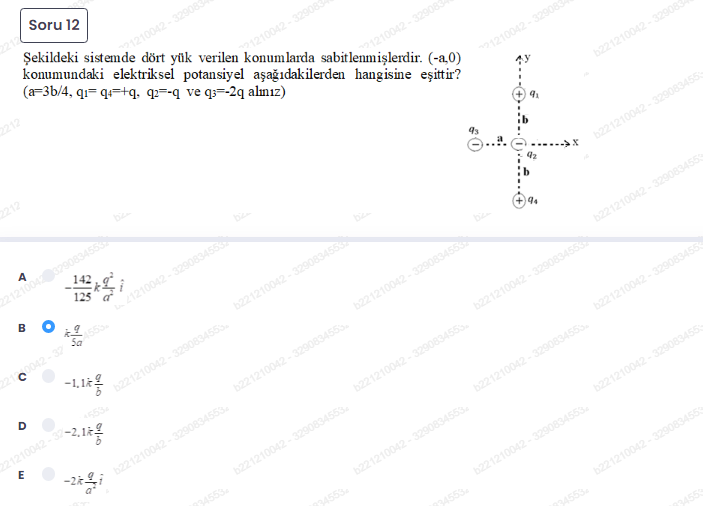 Soru 12
Şekildeki sistemde dört yük verilen konumlarda sabitlenmişlerdir. (-a,0)
konumundaki elektriksel potansiyel aşağıdakilerden hangisine eşittir?
(a=3b/4, q₁= q₄=+q, q₂=-q ve q₃=-2q alınız)
y
+ q₁
b
q₃
a
x
q₂
b
+ q₄
A -142/125 k q²/a² i
B k q/5a
C -1,1k q/b
D -2,1k q/b
E -2k q/a² i
b221210042 - 3290834553